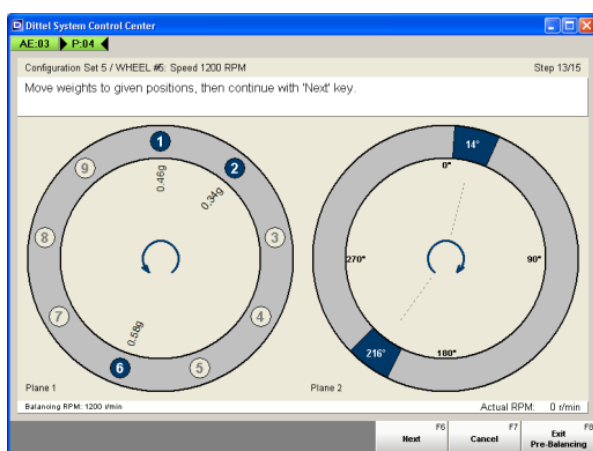 Dittel System Control Center
AE:03 P:04
Configuration Set 5 / WHEEL #5: Speed 1200 RPM Step 13/15
Move weights to given positions, then continue with 'Next' key.
1
2
3
4
5
6
7
8
9
0.46g
0.34g
0.58g
Plane 1
14°
0°
90°
180°
270°
216°
Plane 2
Balancing RPM: 1200 r/min
Actual RPM: 0 r/min
F6
Next
F7
Cancel
F8
Exit
Pre-Balancing